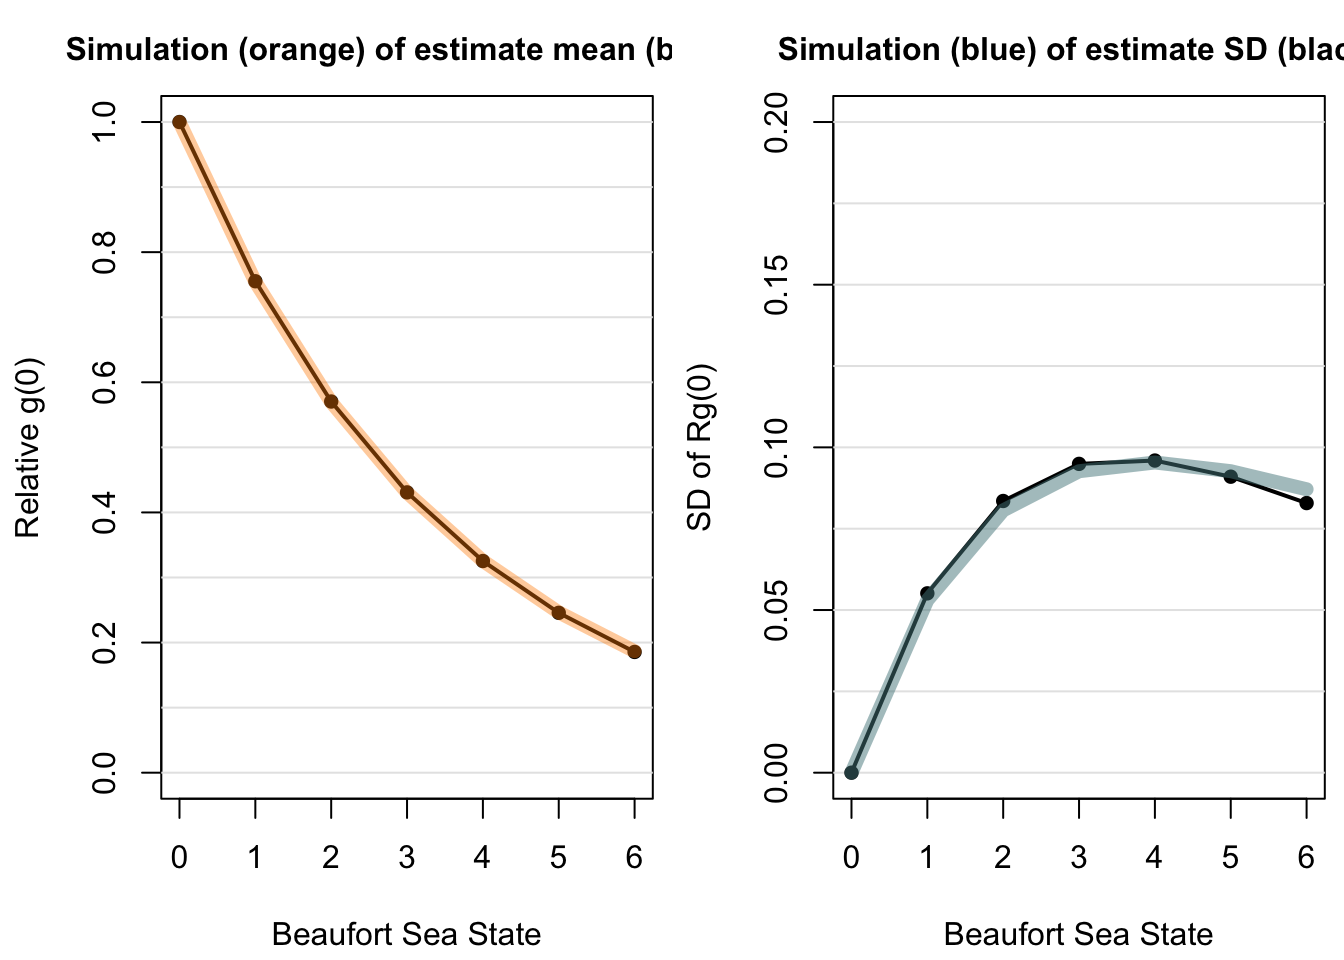 Simulation (orange) of estimate mean (b
Relative g(0)
1.0
0.8
0.6
0.4
0.2
0.0
0 1 2 3 4 5 6
Beaufort Sea State
Simulation (blue) of estimate SD (blac
SD of Rg(0)
0.20
0.15
0.10
0.05
0.00
0 1 2 3 4 5 6
Beaufort Sea State